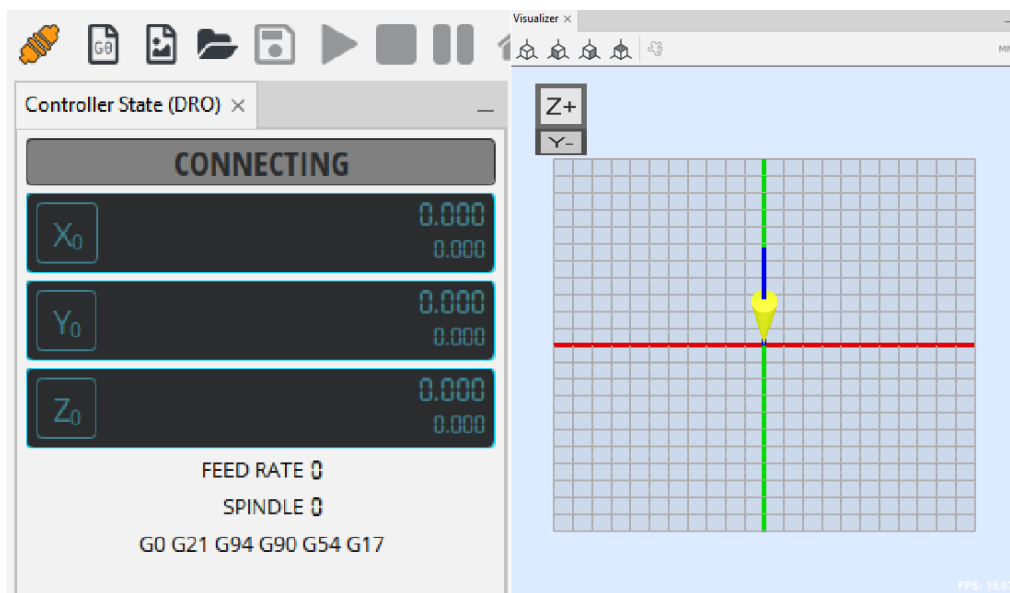 G0
Controller State (DRO)
CONNECTING
X0
0.000
0.000
Y0
0.000
0.000
Z0
0.000
0.000
FEED RATE 0
SPINDLE 0
G0 G21 G94 G90 G54 G17
Visualizer
Z+
Y-